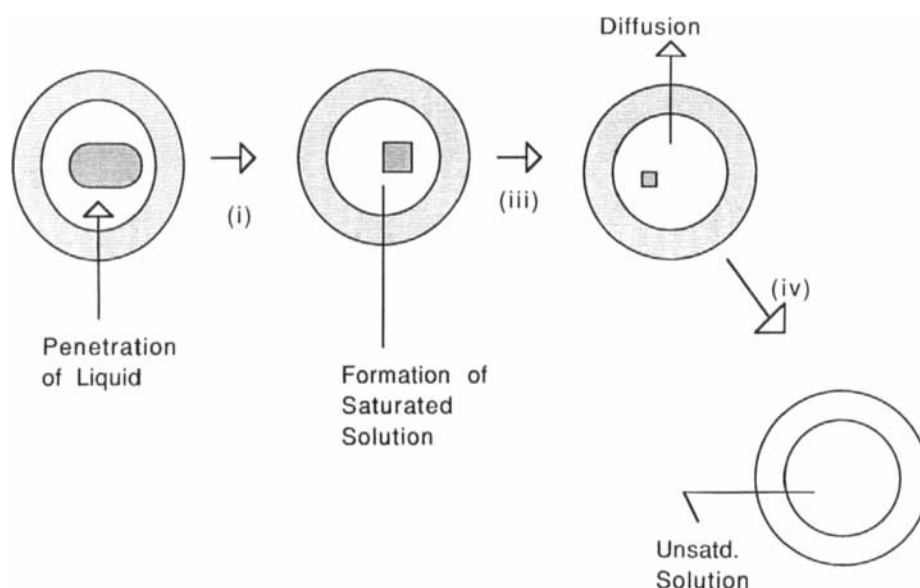 Diffusion
(i)
(iii)
(iv)
Penetration
of Liquid
Formation of
Saturated
Solution
Unsatd.
Solution